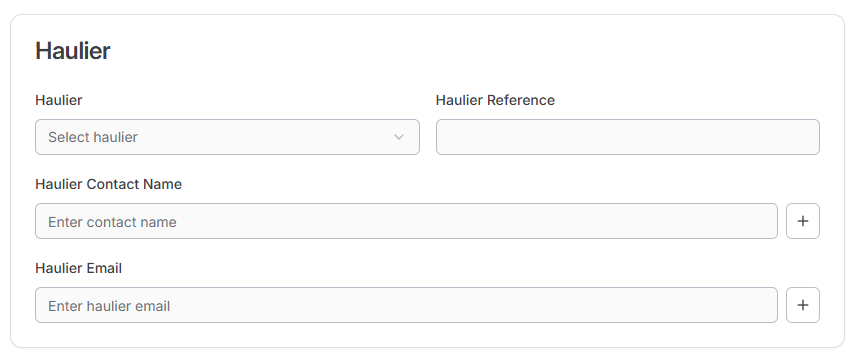 Haulier
Haulier Haulier Reference
Select haulier
Haulier Contact Name
Enter contact name
Haulier Email
Enter haulier email